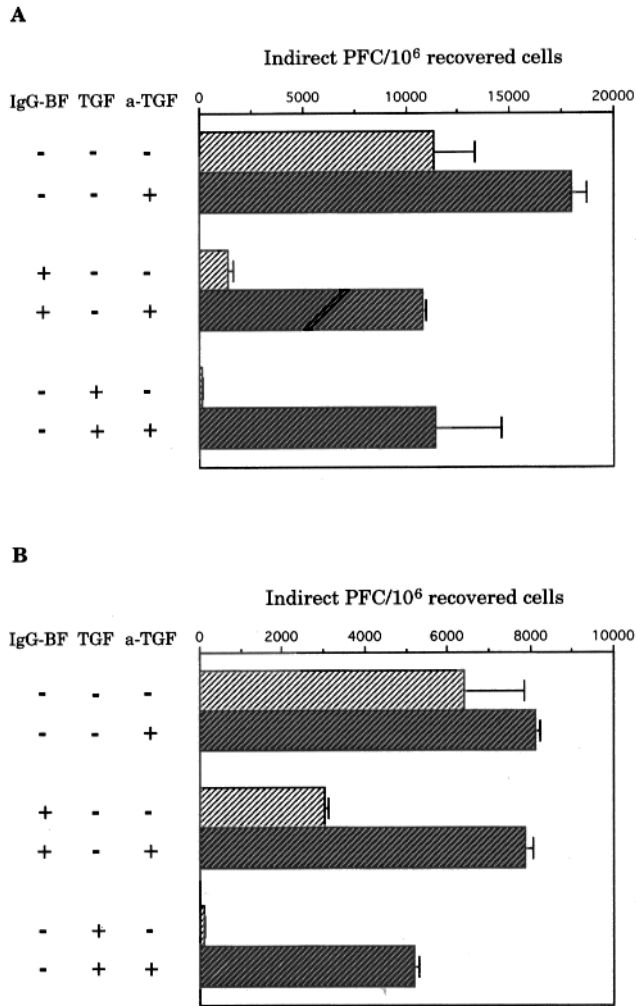 A
Indirect PFC/10⁶ recovered cells
IgG-BF TGF a-TGF 0 5000 10000 15000 20000
- - -
- - +
+ - -
+ - +
- + -
- + +
B
Indirect PFC/10⁶ recovered cells
IgG-BF TGF a-TGF 0 2000 4000 6000 8000 10000
- - -
- - +
+ - -
+ - +
- + -
- + +